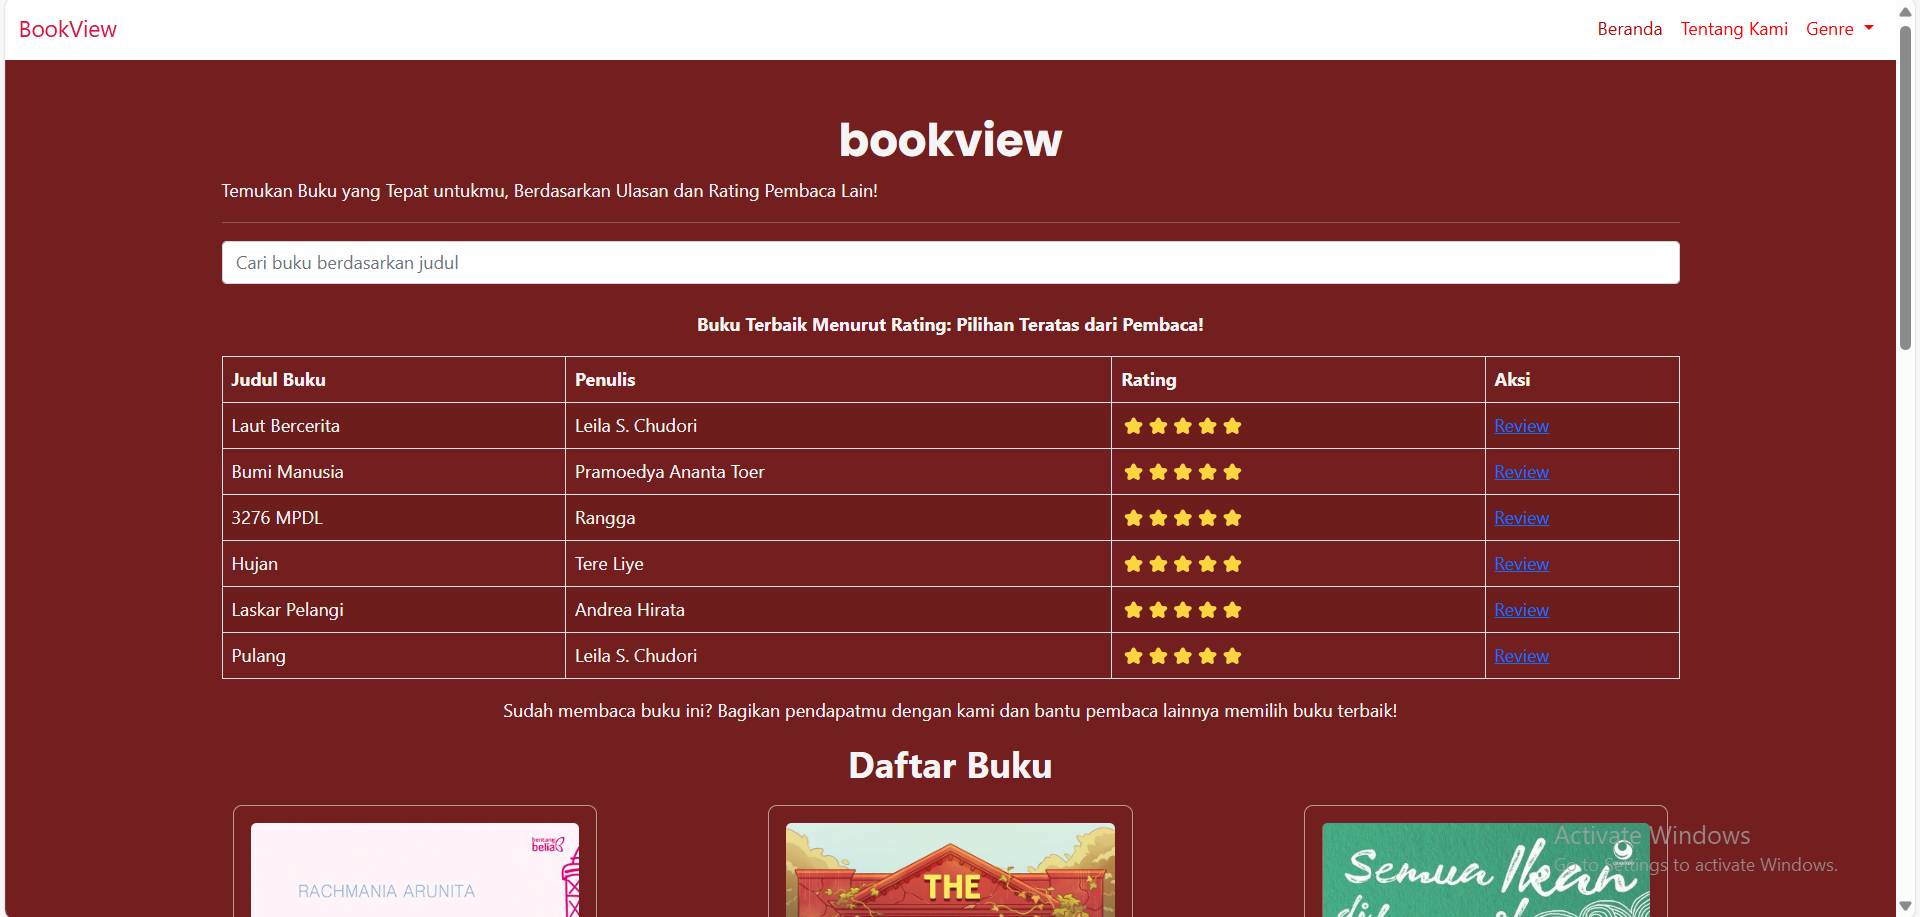 BookView
Beranda Tentang Kami Genre
bookview
Temukan Buku yang Tepat untukmu, Berdasarkan Ulasan dan Rating Pembaca Lain!
Cari buku berdasarkan judul
Buku Terbaik Menurut Rating: Pilihan Teratas dari Pembaca!
Judul Buku Penulis Rating Aksi
Laut Bercerita Leila S. Chudori Review
Bumi Manusia Pramoedya Ananta Toer Review
3276 MPDL Rangga Review
Hujan Tere Liye Review
Laskar Pelangi Andrea Hirata Review
Pulang Leila S. Chudori Review
Sudah membaca buku ini? Bagikan pendapatmu dengan kami dan bantu pembaca lainnya memilih buku terbaik!
Daftar Buku
bentang
belia
RACHMANIA ARUNITA
THE
Semua Ikan
di
Activate Windows
Go to Settings to activate Windows.